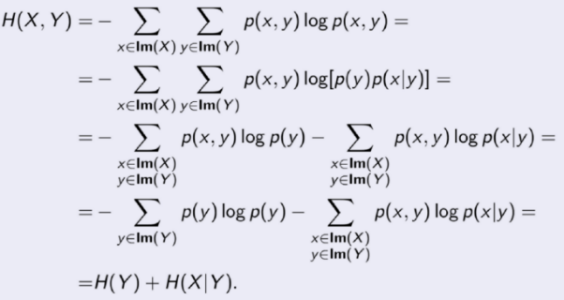 H(X, Y) = − ∑_{x∈Im(X)} ∑_{y∈Im(Y)} p(x, y) log p(x, y) =
= − ∑_{x∈Im(X)} ∑_{y∈Im(Y)} p(x, y) log[p(y)p(x|y)] =
= − ∑_{x∈Im(X) y∈Im(Y)} p(x, y) log p(y) − ∑_{x∈Im(X) y∈Im(Y)} p(x, y) log p(x|y) =
= − ∑_{y∈Im(Y)} p(y) log p(y) − ∑_{x∈Im(X) y∈Im(Y)} p(x, y) log p(x|y) =
=H(Y) + H(X|Y).